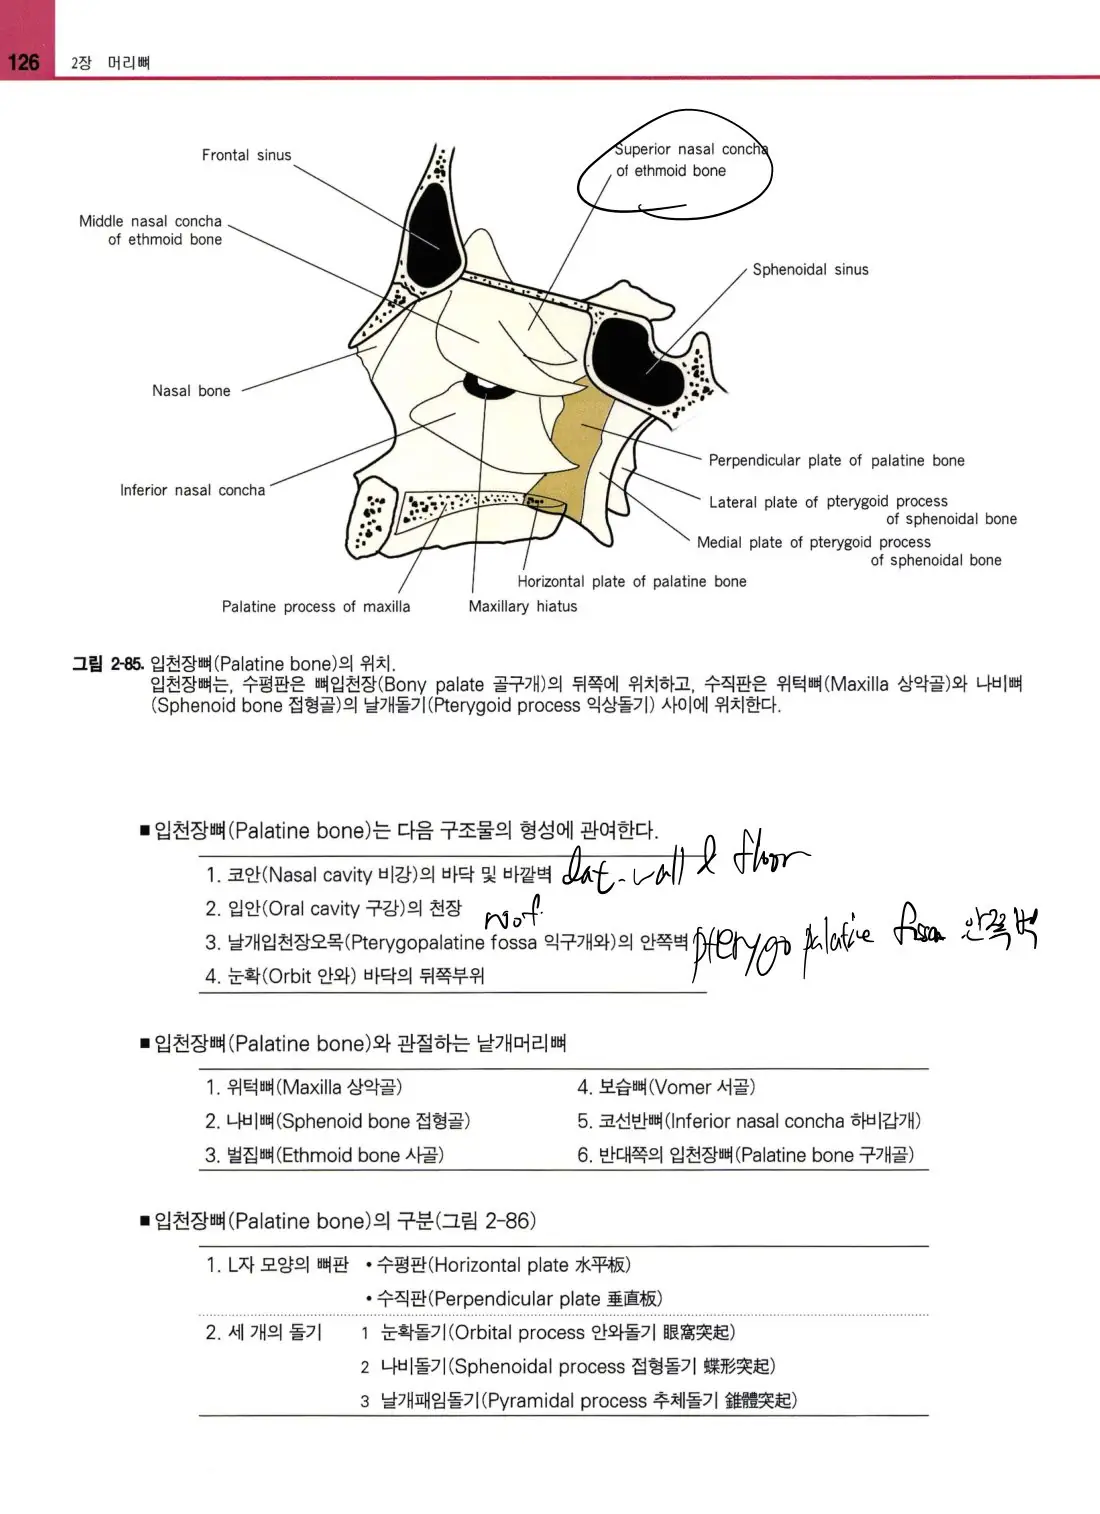 126 2장 머리뼈
Frontal sinus
Superior nasal concha
of ethmoid bone
Middle nasal concha
of ethmoid bone
Sphenoidal sinus
Nasal bone
Perpendicular plate of palatine bone
Inferior nasal concha
Lateral plate of pterygoid process
of sphenoidal bone
Medial plate of pterygoid process
of sphenoidal bone
Horizontal plate of palatine bone
Palatine process of maxilla
Maxillary hiatus
그림 2-85. 입천장뼈(Palatine bone)의 위치.
입천장뼈는, 수평판은 뼈입천장(Bony palate 골구개)의 뒤쪽에 위치하고, 수직판은 위턱뼈(Maxilla 상악골)와 나비뼈
(Sphenoid bone 접형골)의 날개돌기(Pterygoid process 익상돌기) 사이에 위치한다.
■ 입천장뼈(Palatine bone)는 다음 구조물의 형성에 관여한다.
1. 코안(Nasal cavity 비강)의 바닥 및 바깥벽 Lat. wall & floor
2. 입안(Oral cavity 구강)의 천장 roof.
3. 날개입천장오목(Pterygopalatine fossa 익구개와)의 안쪽벽 pterygopalatine fossa 안쪽벽
4. 눈확(Orbit 안와) 바닥의 뒤쪽부위
■ 입천장뼈(Palatine bone)와 관절하는 낱개머리뼈
1. 위턱뼈(Maxilla 상악골) 4. 보습뼈(Vomer 서골)
2. 나비뼈(Sphenoid bone 접형골) 5. 코선반뼈(Inferior nasal concha 하비갑개)
3. 벌집뼈(Ethmoid bone 사골) 6. 반대쪽의 입천장뼈(Palatine bone 구개골)
■ 입천장뼈(Palatine bone)의 구분(그림 2-86)
1. L자 모양의 뼈판 • 수평판(Horizontal plate 水平板)
• 수직판(Perpendicular plate 垂直板)
2. 세 개의 돌기 1 눈확돌기(Orbital process 안와돌기 眼窩突起)
2 나비돌기(Sphenoidal process 접형돌기 蝶形突起)
3 날개패임돌기(Pyramidal process 추체돌기 錐體突起)